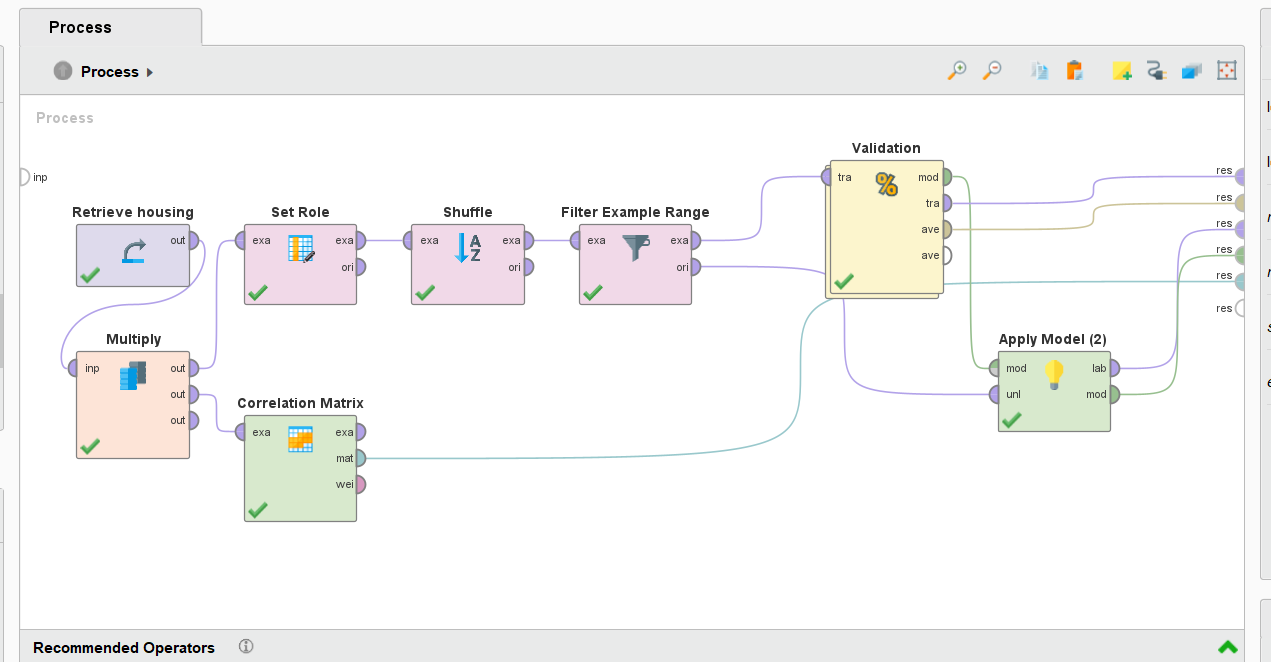 Process
Process
Process
inp
Retrieve housing
out
Set Role
exa exa
ori
Shuffle
exa exa
ori
Filter Example Range
exa exa
ori
Validation
tra mod
tra
ave
ave
res
res
res
res
res
res
Multiply
inp out
out
out
Correlation Matrix
exa exa
mat
wei
Apply Model (2)
mod lab
unl mod
Recommended Operators